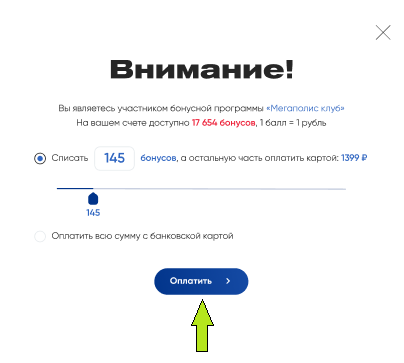 Внимание!
Вы являетесь участником бонусной программы «Мегаполис клуб»
На вашем счете доступно 17 654 бонусов, 1 балл = 1 рубль
Списать 145 бонусов, а остальную часть оплатить картой: 1399 ₽
145
Оплатить всю сумму с банковской картой
Оплатить